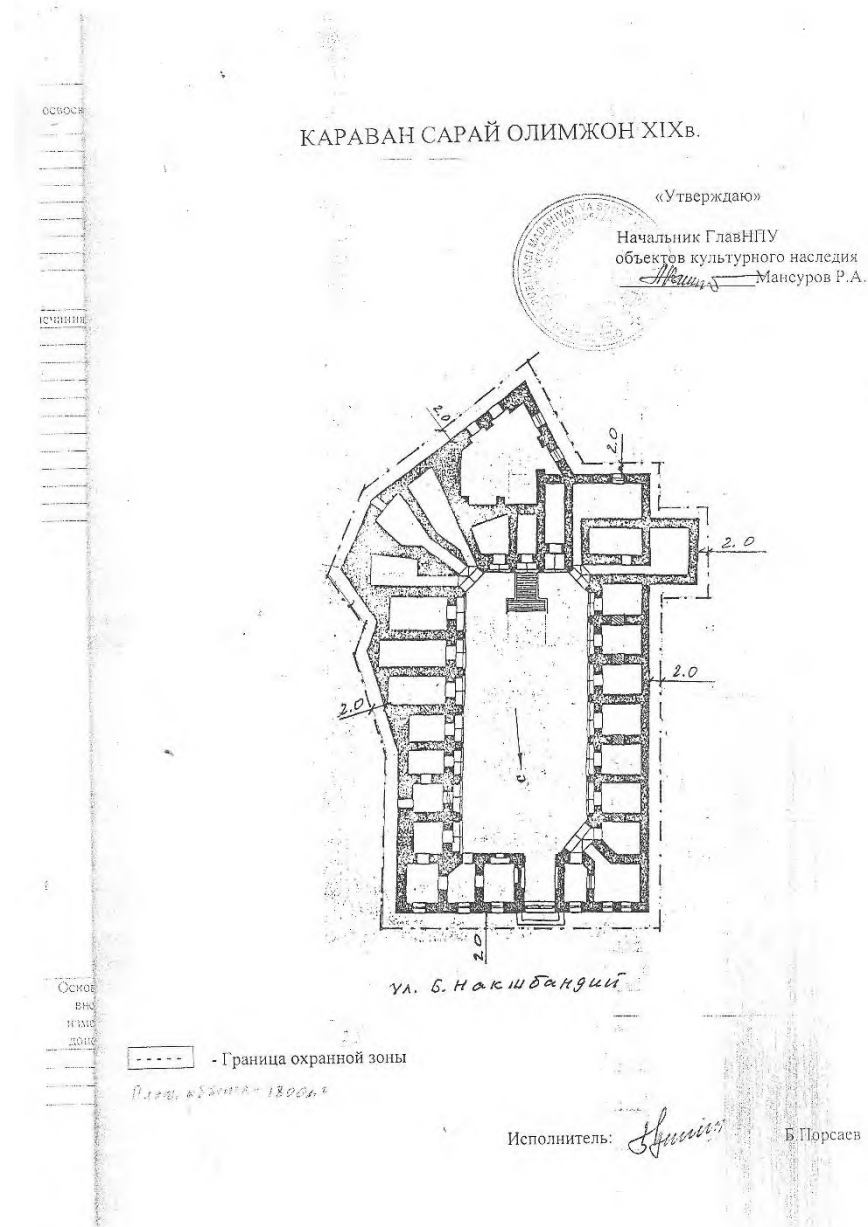 КАРАВАН САРАЙ ОЛИМЖОН XIXв.
«Утверждаю»
Начальник ГлавНПУ
объектов культурного наследия
Мансуров Р.А.
2.0
2.0
2.0
2.0
2.0
с
2.0
ул. Б. Накшбандий
- Граница охранной зоны
1800м²
Исполнитель:
Б.Порсаев